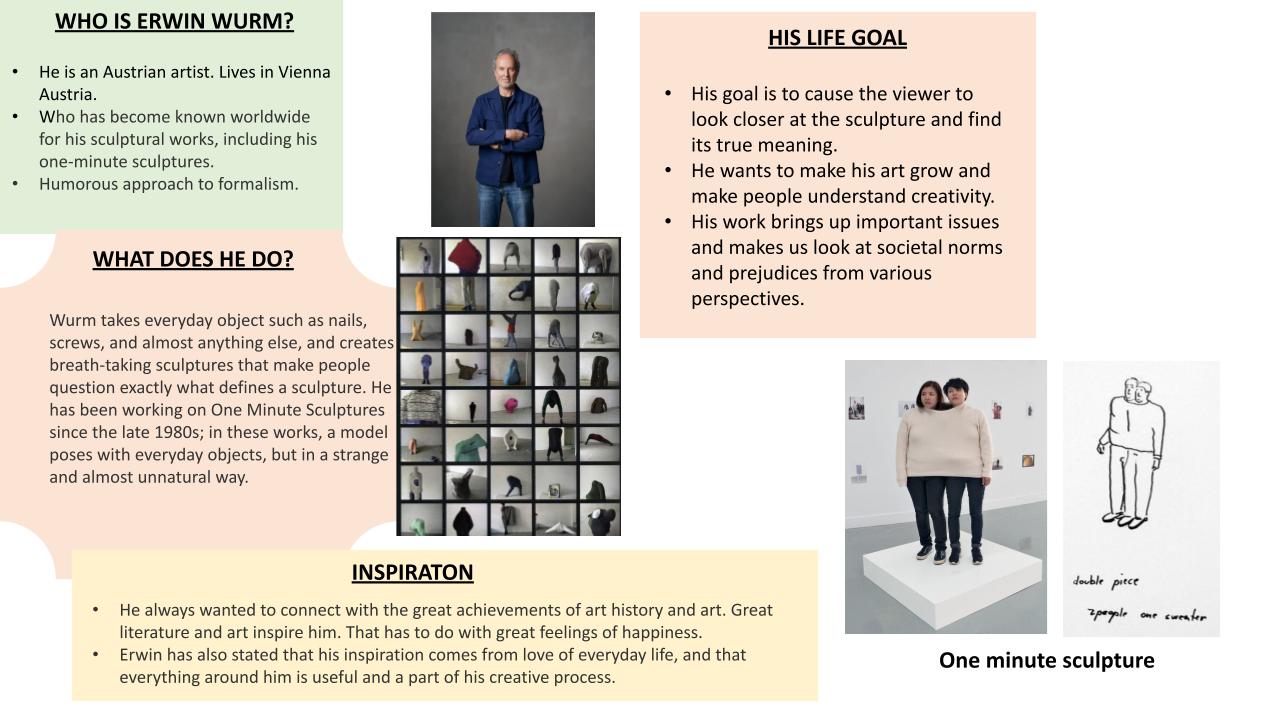 WHO IS ERWIN WURM?
• He is an Austrian artist. Lives in Vienna
Austria.
• Who has become known worldwide
for his sculptural works, including his
one-minute sculptures.
• Humorous approach to formalism.
WHAT DOES HE DO?
Wurm takes everyday object such as nails,
screws, and almost anything else, and creates
breath-taking sculptures that make people
question exactly what defines a sculpture. He
has been working on One Minute Sculptures
since the late 1980s; in these works, a model
poses with everyday objects, but in a strange
and almost unnatural way.
HIS LIFE GOAL
• His goal is to cause the viewer to
look closer at the sculpture and find
its true meaning.
• He wants to make his art grow and
make people understand creativity.
• His work brings up important issues
and makes us look at societal norms
and prejudices from various
perspectives.
INSPIRATON
• He always wanted to connect with the great achievements of art history and art. Great
literature and art inspire him. That has to do with great feelings of happiness.
• Erwin has also stated that his inspiration comes from love of everyday life, and that
everything around him is useful and a part of his creative process.
double piece
2people one sweater
One minute sculpture